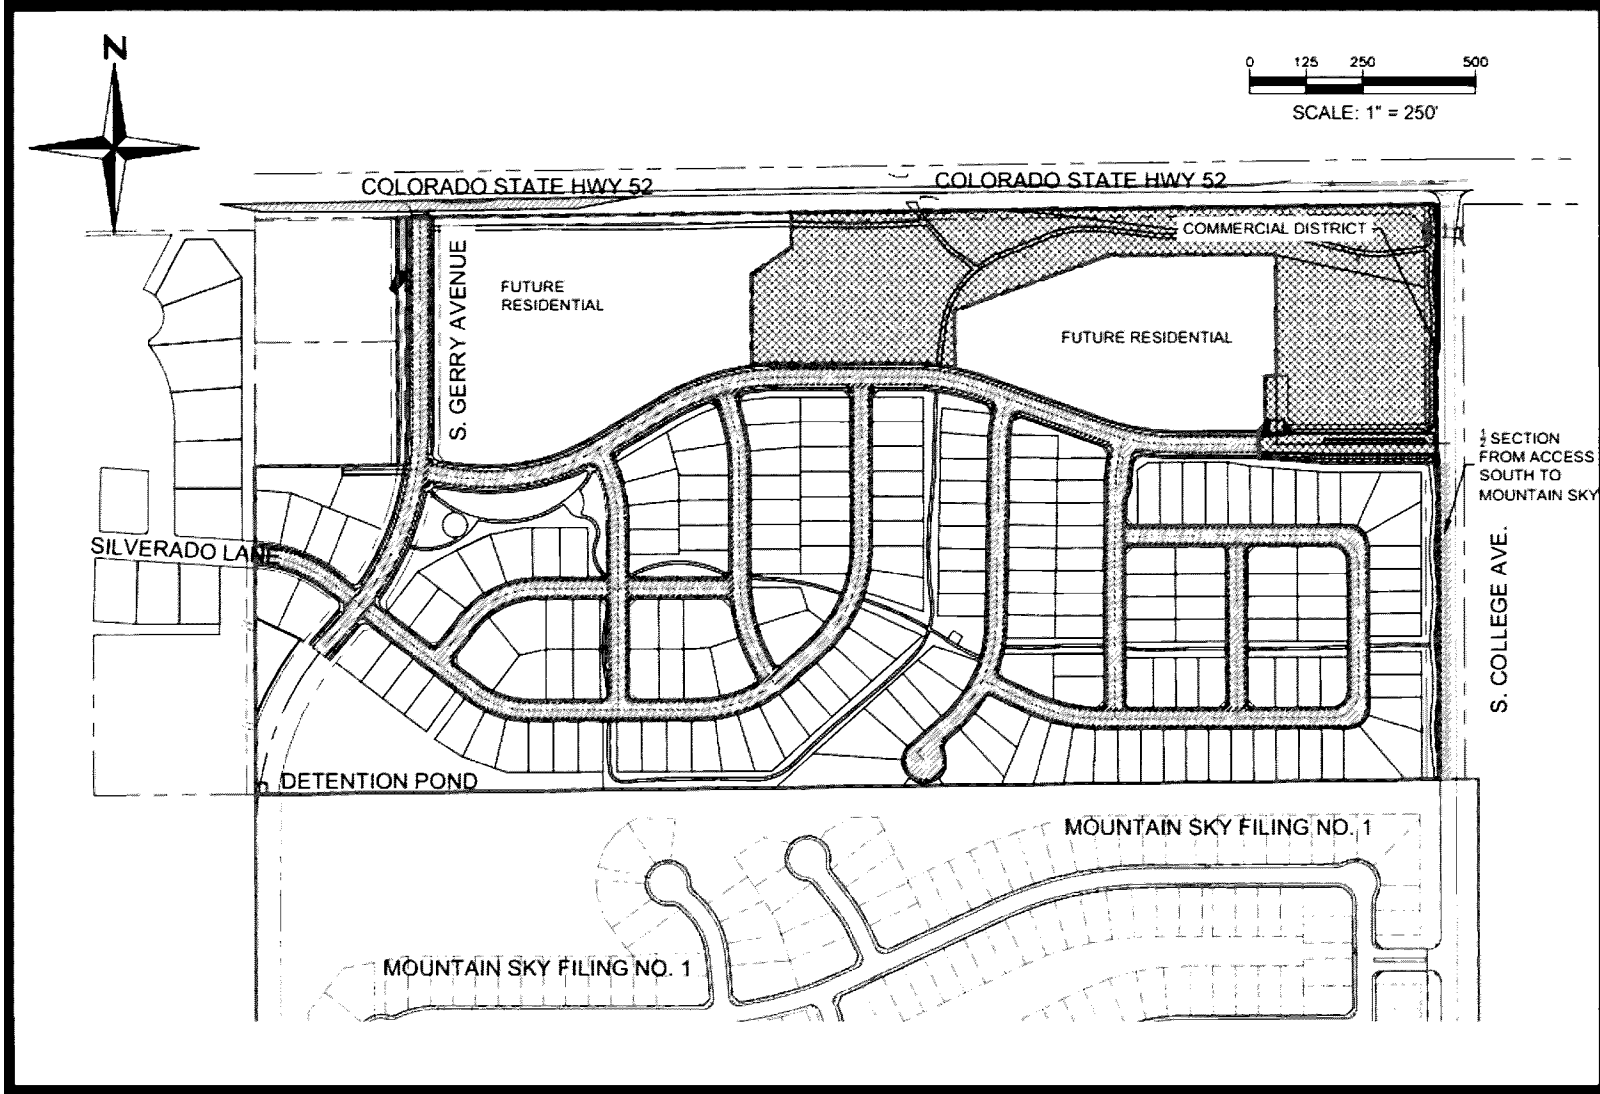 N
0 125 250 500
SCALE: 1" = 250'
COLORADO STATE HWY 52
COLORADO STATE HWY 52
COMMERCIAL DISTRICT
S. GERRY AVENUE
FUTURE
RESIDENTIAL
FUTURE RESIDENTIAL
½ SECTION
FROM ACCESS
SOUTH TO
MOUNTAIN SKY
SILVERADO LANE
S. COLLEGE AVE.
DETENTION POND
MOUNTAIN SKY FILING NO. 1
MOUNTAIN SKY FILING NO. 1